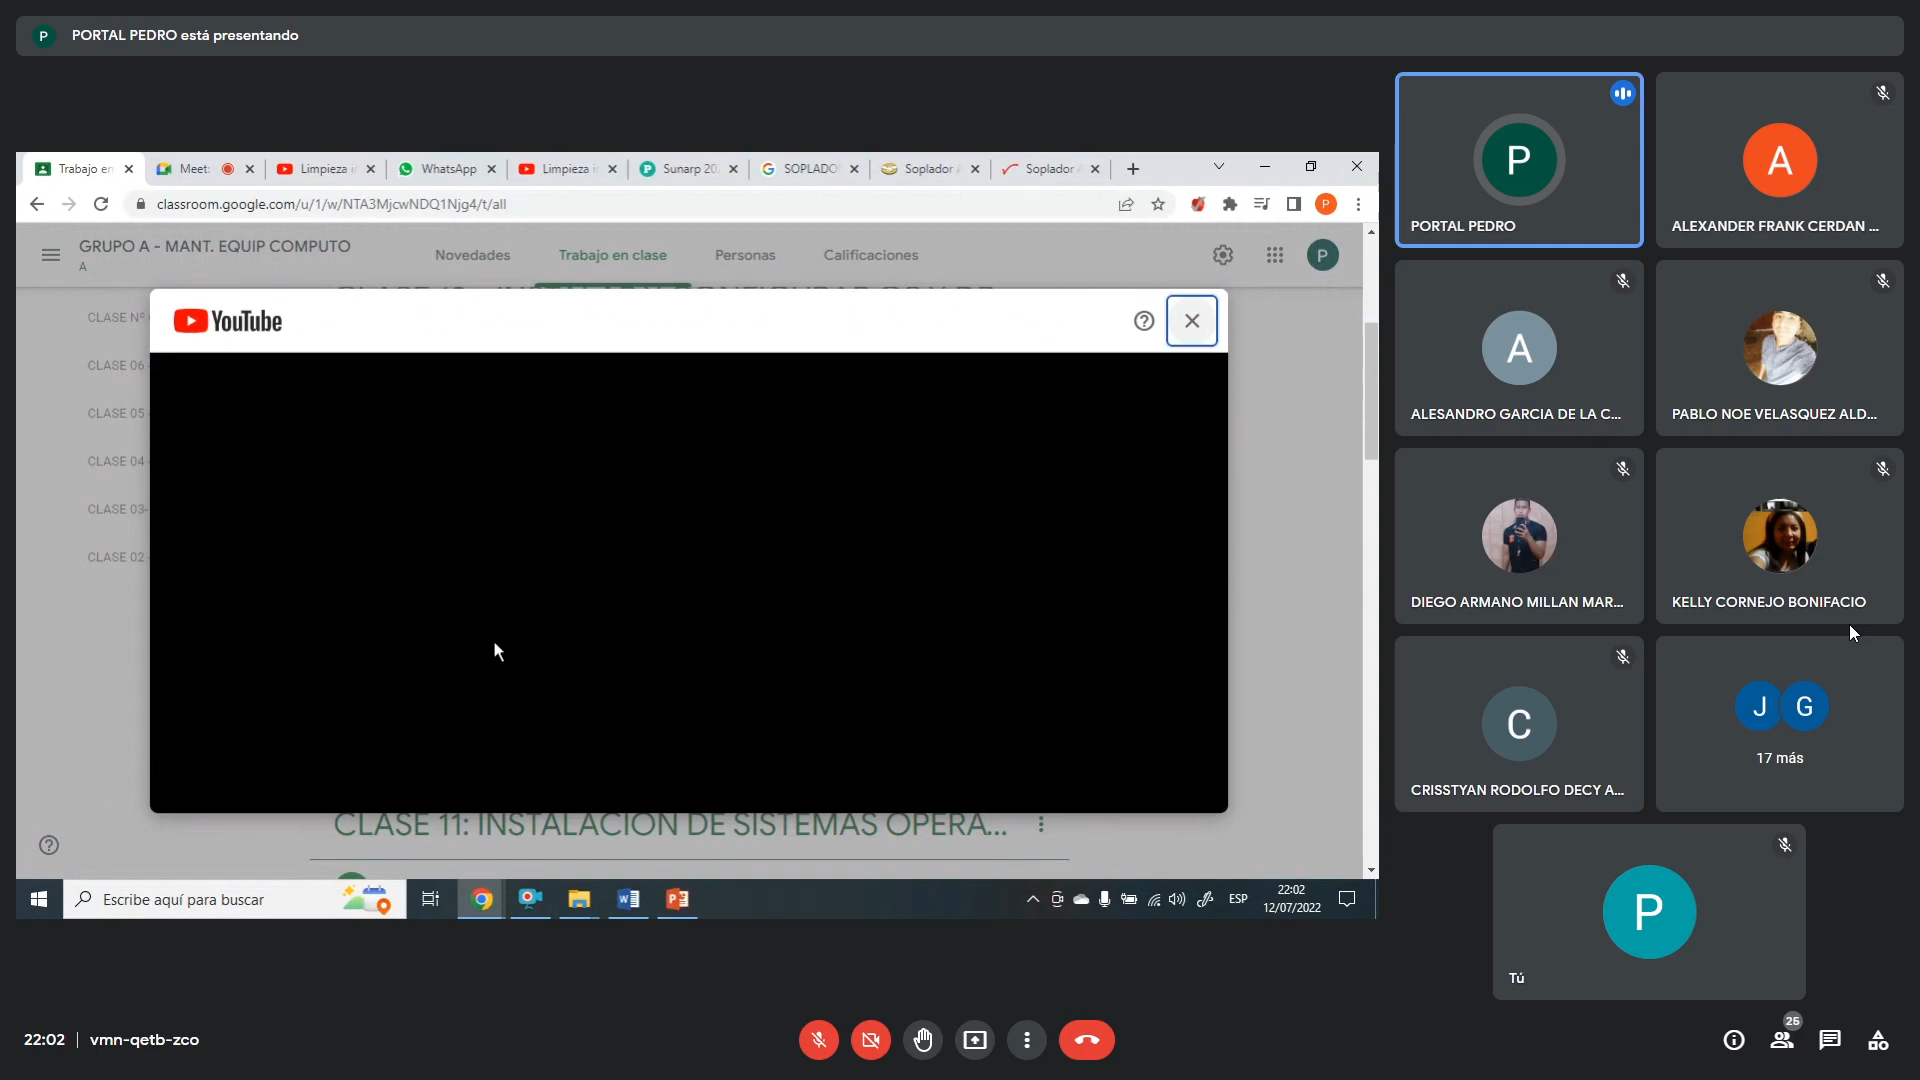 P PORTAL PEDRO está presentando
Trabajo en
Meet:
Limpieza i
WhatsApp
Limpieza i
Sunarp 20
SOPLADO
Soplador
Soplador
classroom.google.com/u/1/w/NTA3MjcwNDQ1Njg4/t/all
P
GRUPO A - MANT. EQUIP COMPUTO
A
Novedades
Trabajo en clase
Personas
Calificaciones
P
CLASE Nº
CLASE 06
CLASE 05
CLASE 04
CLASE 03-
CLASE 02
YouTube
CLASE 11: INSTALACIÓN DE SISTEMAS OPERA...
Escribe aquí para buscar
ESP
22:02
12/07/2022
P
PORTAL PEDRO
A
ALEXANDER FRANK CERDAN ...
A
ALESANDRO GARCIA DE LA C...
PABLO NOE VELASQUEZ ALD...
DIEGO ARMANO MILLAN MAR...
KELLY CORNEJO BONIFACIO
C
CRISSTYAN RODOLFO DECY A...
J G
17 más
P
Tú
22:02 | vmn-qetb-zco
25